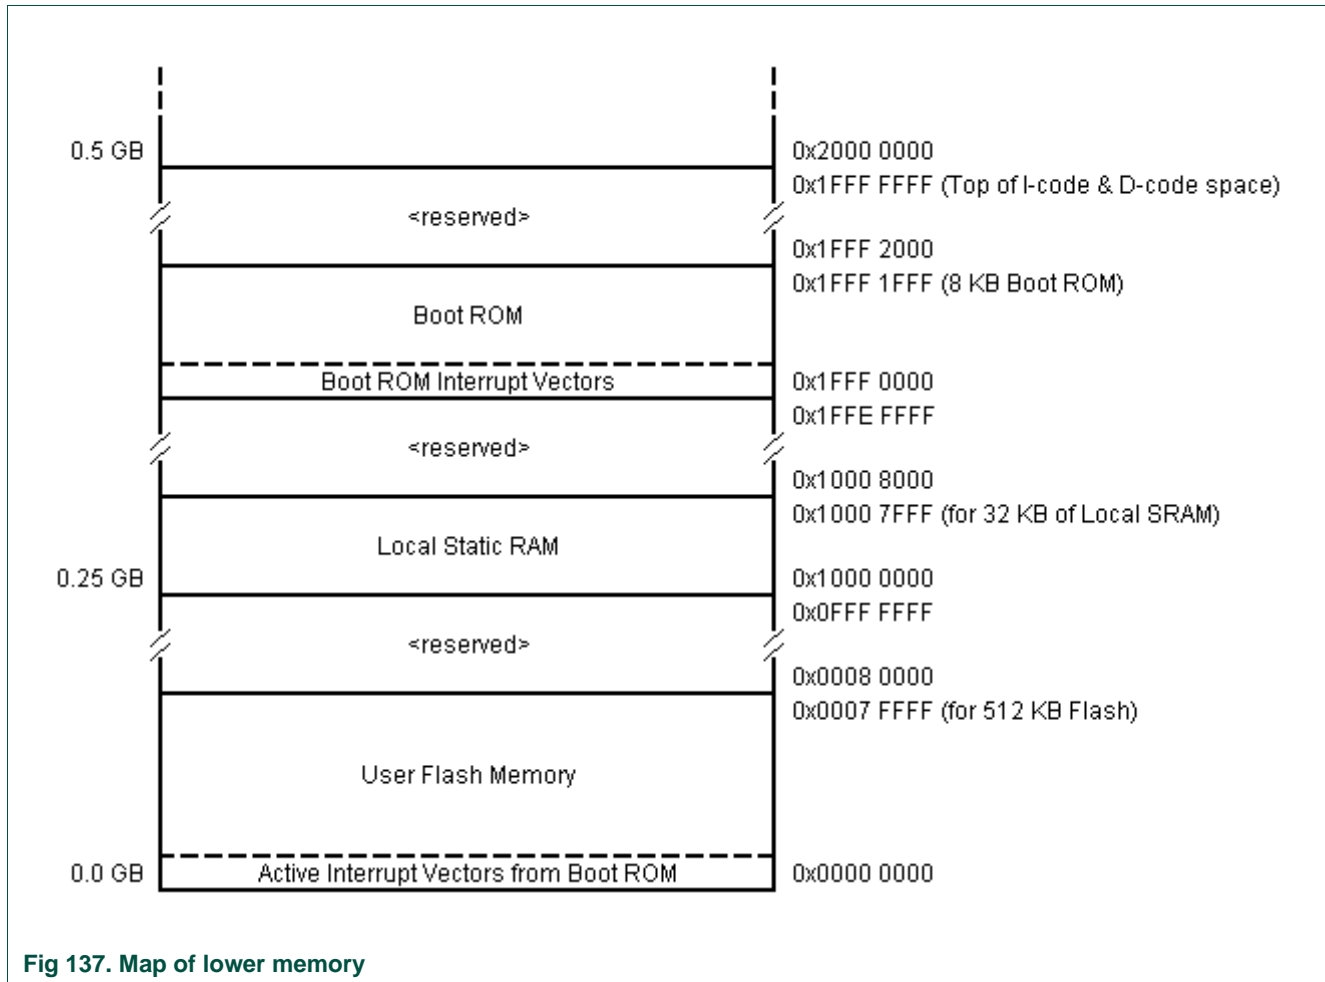 0.5 GB
0x2000 0000
0x1FFF FFFF (Top of I-code & D-code space)
<reserved>
0x1FFF 2000
0x1FFF 1FFF (8 KB Boot ROM)
Boot ROM
Boot ROM Interrupt Vectors
0x1FFF 0000
0x1FFE FFFF
<reserved>
0x1000 8000
0x1000 7FFF (for 32 KB of Local SRAM)
Local Static RAM
0.25 GB
0x1000 0000
0x0FFF FFFF
<reserved>
0x0008 0000
0x0007 FFFF (for 512 KB Flash)
User Flash Memory
0.0 GB
Active Interrupt Vectors from Boot ROM
0x0000 0000
Fig 137. Map of lower memory